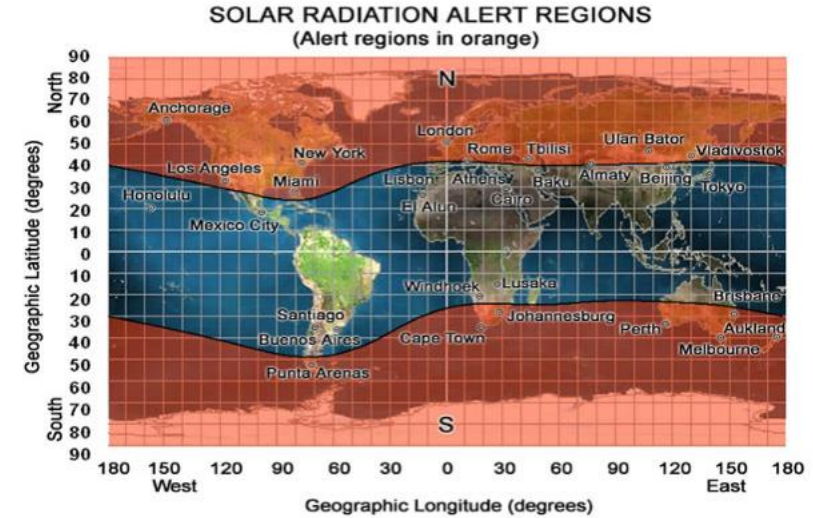 SOLAR RADIATION ALERT REGIONS
(Alert regions in orange)
90
80
70
60
50
40
30
20
10
0
10
20
30
40
50
60
70
80
90
North
South
Geographic Latitude (degrees)
N
Anchorage
London
Ulan Bator
New York
Rome
Tbilisi
Vladivostok
Los Angeles
Miami
Lisbon
Athens
Baku
Almaty
Beijing
Tokyo
Honolulu
Cairo
El Aiun
Mexico City
Windhoek
Lusaka
Brisbane
Santiago
Johannesburg
Buenos Aires
Cape Town
Perth
Aukland
Melbourne
Punta Arenas
S
180 150 120 90 60 30 0 30 60 90 120 150 180
West East
Geographic Longitude (degrees)